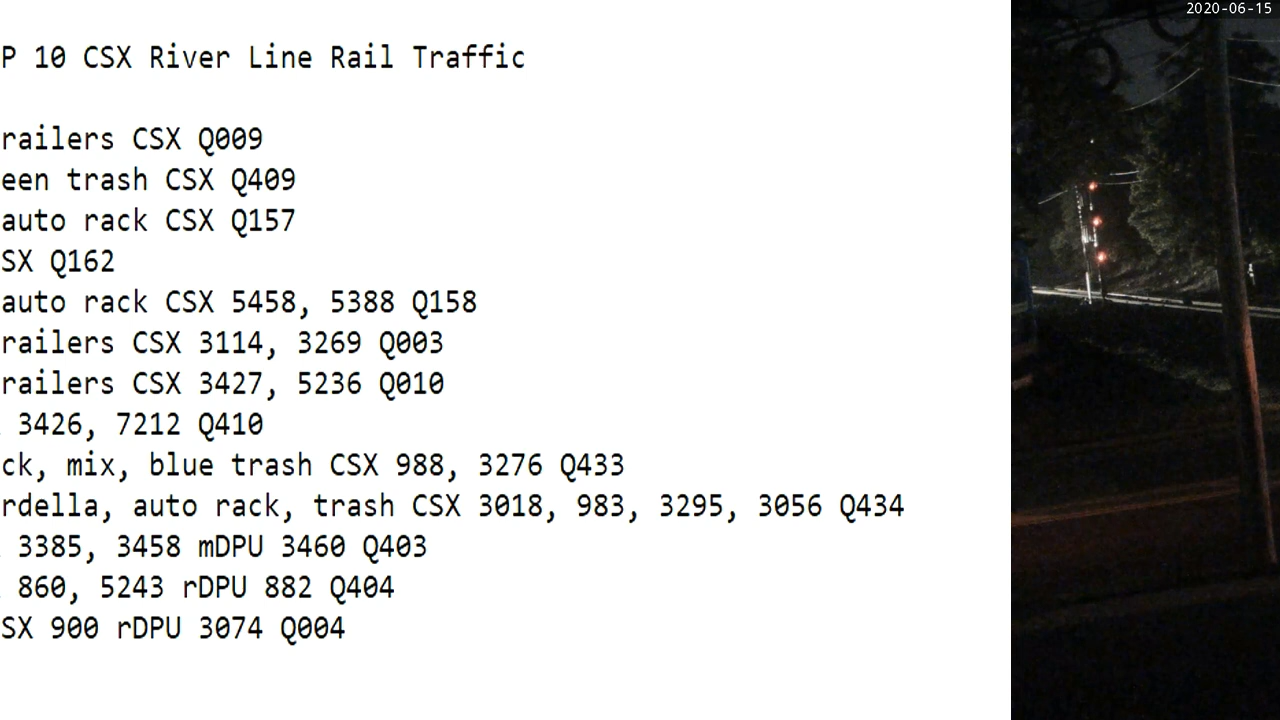 P 10 CSX River Line Rail Traffic
railers CSX Q009
een trash CSX Q409
auto rack CSX Q157
SX Q162
auto rack CSX 5458, 5388 Q158
railers CSX 3114, 3269 Q003
railers CSX 3427, 5236 Q010
3426, 7212 Q410
ck, mix, blue trash CSX 988, 3276 Q433
rdella, auto rack, trash CSX 3018, 983, 3295, 3056 Q434
3385, 3458 mDPU 3460 Q403
860, 5243 rDPU 882 Q404
SX 900 rDPU 3074 Q004
2020-06-15